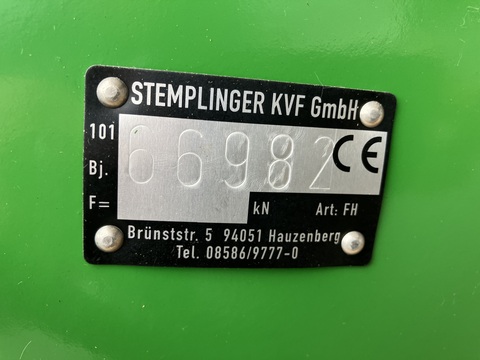 STEMPLINGER KVF GmbH
101 66982 CE
Bj.
F= kN Art: FH
Brünststr. 5 94051 Hauzenberg
Tel. 08586/9777-0